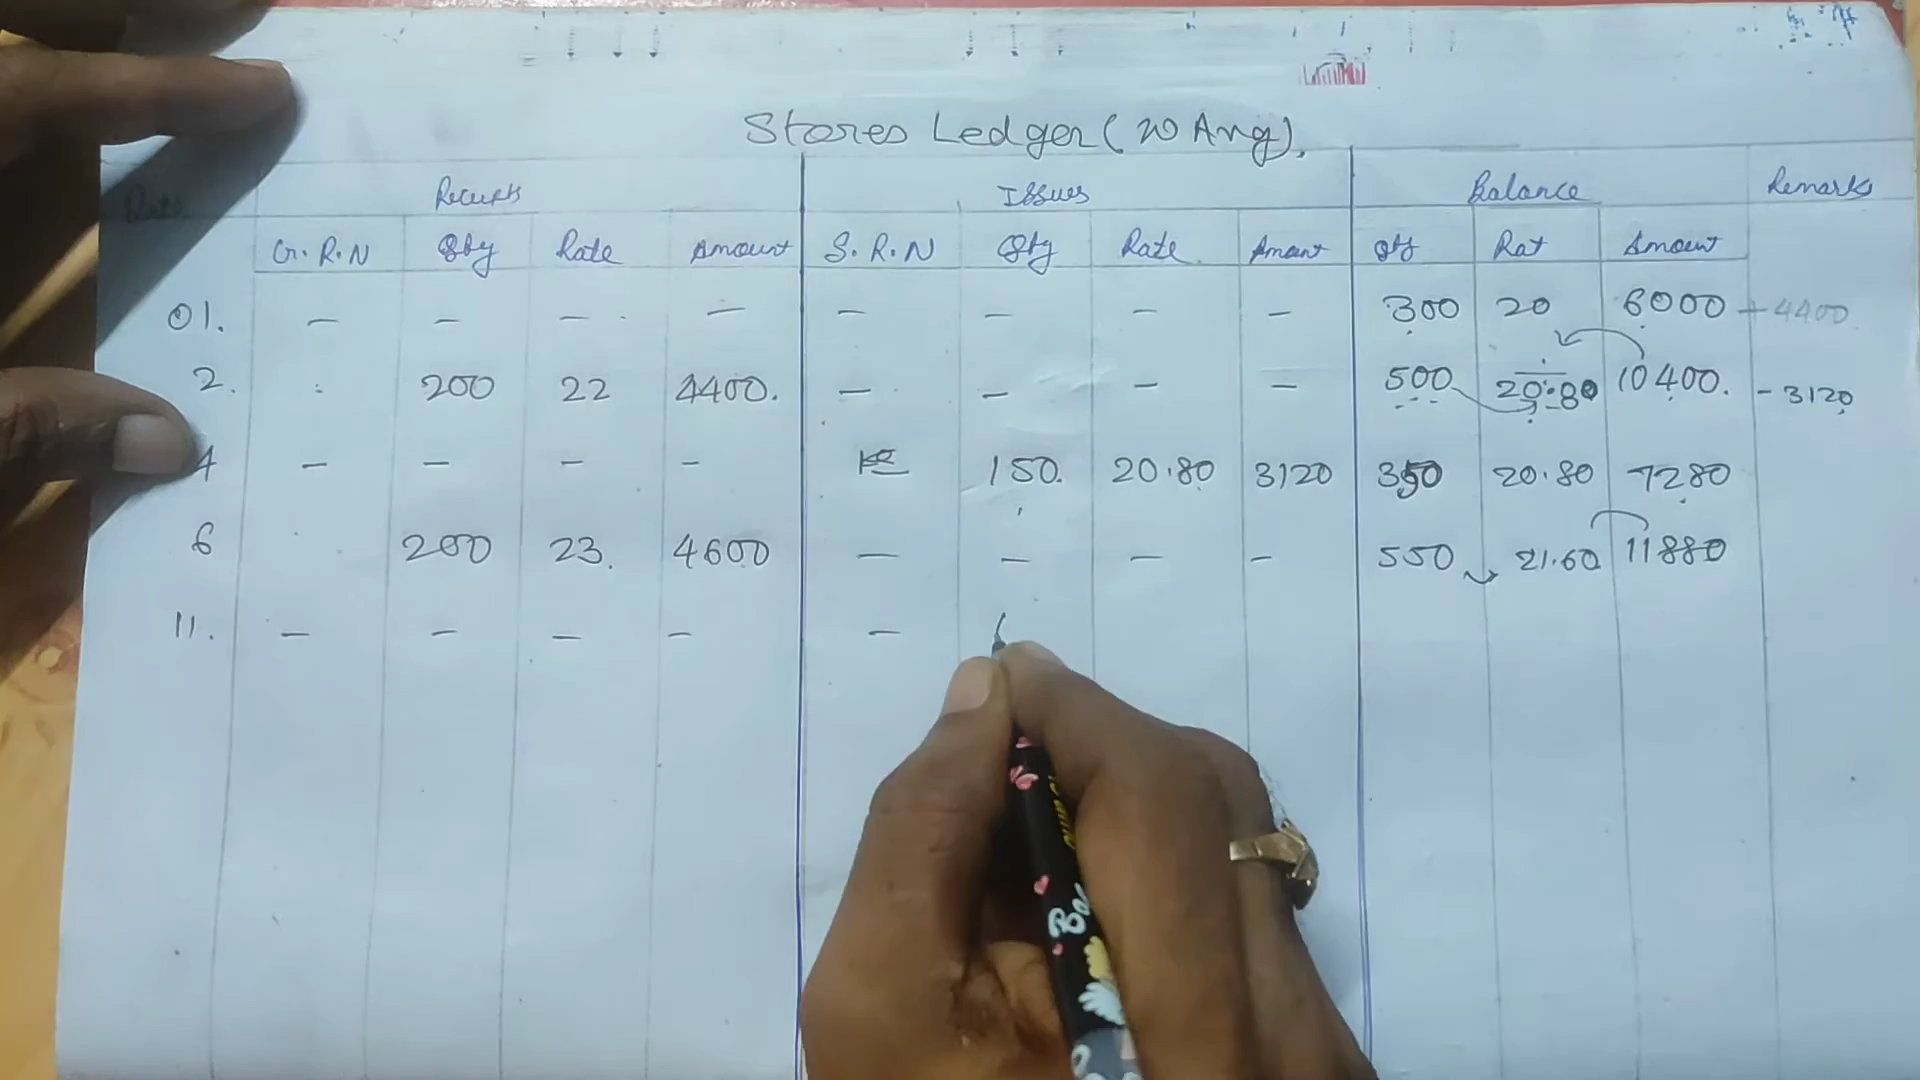 Stores Ledger (W Avg).
Date Receipts Issues Balance Remarks
G.R.N Qty Rate Amount S.R.N Qty Rate Amount Qty Rat Amount
01. — — — — — — — — 300 20 6000 + 4400
2. 200 22 4400. — — — — 500 20.80 10400. - 3120
4 — — — — 150. 20.80 3120 350 20.80 7280
6 200 23. 4600 — — — — 550 21.60 11880
11. — — — — —